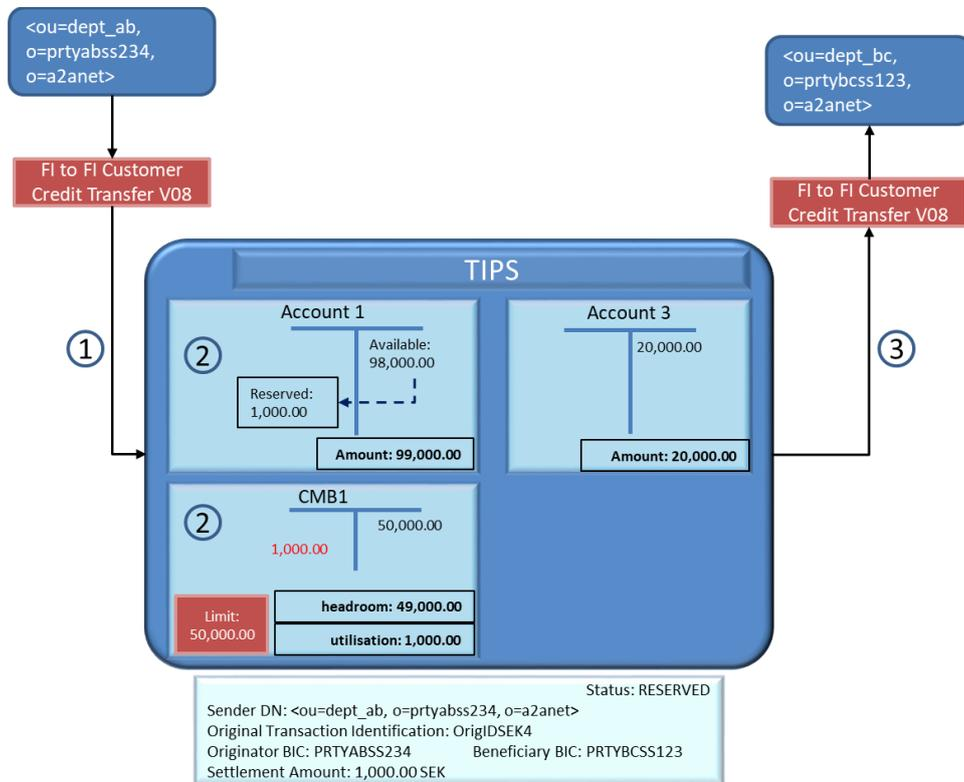 <ou=dept_ab,
o=prtyabss234,
o=a2anet>
<ou=dept_bc,
o=prtybcss123,
o=a2anet>
FI to FI Customer
Credit Transfer V08
FI to FI Customer
Credit Transfer V08
TIPS
1
2
Account 1
Available:
98,000.00
Reserved:
1,000.00
Amount: 99,000.00
Account 3
20,000.00
Amount: 20,000.00
3
2
CMB1
50,000.00
1,000.00
Limit:
50,000.00
headroom: 49,000.00
utilisation: 1,000.00
Status: RESERVED
Sender DN: <ou=dept_ab, o=prtyabss234, o=a2anet>
Original Transaction Identification: OrigIDSEK4
Originator BIC: PRTYABSS234 Beneficiary BIC: PRTYBCSS123
Settlement Amount: 1,000.00 SEK